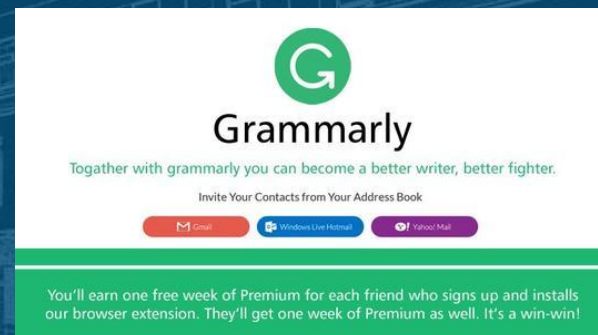 Grammarly
Togather with grammarly you can become a better writer, better fighter.
Invite Your Contacts from Your Address Book
Gmail
Windows Live Hotmail
Yahoo! Mail
You'll earn one free week of Premium for each friend who signs up and installs
our browser extension. They'll get one week of Premium as well. It's a win-win!